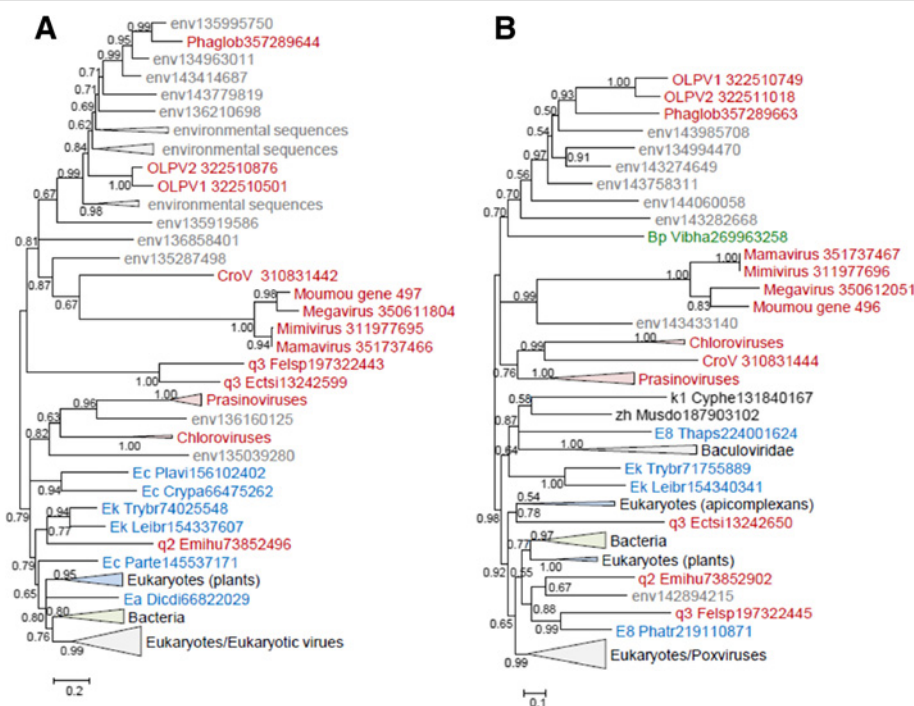 A
0.99 env135995750
0.95 Phaglob357289644
0.99 env134963011
0.71 env143414687
0.71 env143779819
0.69 env136210698
0.62 environmental sequences
0.84 environmental sequences
0.99 OLPV2 322510876
1.00 OLPV1 322510501
0.67 0.98 environmental sequences
env135919586
0.81 env136858401
env135287498
0.87 CroV 310831442
0.67 0.98 Moumou gene 497
Megavirus 350611804
1.00 Mimivirus 311977695
0.94 Mamavirus 351737466
q3 Felsp197322443
1.00 q3 Ectsi13242599
0.96 1.00 Prasinoviruses
0.63 env136160125
0.82 Chloroviruses
1.00
env135039280
Ec Plavi156102402
0.94 Ec Crypa66475262
0.79 0.94 Ek Trybr74025548
0.77 Ek Leibr154337607
q2 Emihu73852496
0.79 Ec Parte145537171
0.95 Eukaryotes (plants)
0.65 Ea Dicdi66822029
0.80 0.80 Bacteria
0.76 Eukaryotes/Eukaryotic virues
0.99
0.2
B
1.00 OLPV1 322510749
0.93 OLPV2 322511018
0.50 Phaglob357289663
0.54 env143985708
0.97 env134994470
0.91 env143274649
0.56 env143758311
0.70 env144060058
0.70 env143282668
Bp Vibha269963258
1.00 Mamavirus 351737467
1.00 Mimivirus 311977696
Megavirus 350612051
0.99 0.83 Moumou gene 496
env143433140
0.99 Chloroviruses
CroV 310831444
0.76 1.00 Prasinoviruses
0.58 k1 Cyphe131840167
0.87 zh Musdo187903102
E8 Thaps224001624
0.64 1.00 Baculoviridae
Ek Trybr71755889
1.00 Ek Leibr154340341
0.54 Eukaryotes (apicomplexans)
0.98 0.78 q3 Ectsi13242650
0.77 0.97 Bacteria
Eukaryotes (plants)
0.92 0.55 1.00
q2 Emihu73852902
0.67 env142894215
0.88 q3 Felsp197322445
0.65 0.99 E8 Phatr219110871
Eukaryotes/Poxviruses
0.99
0.1